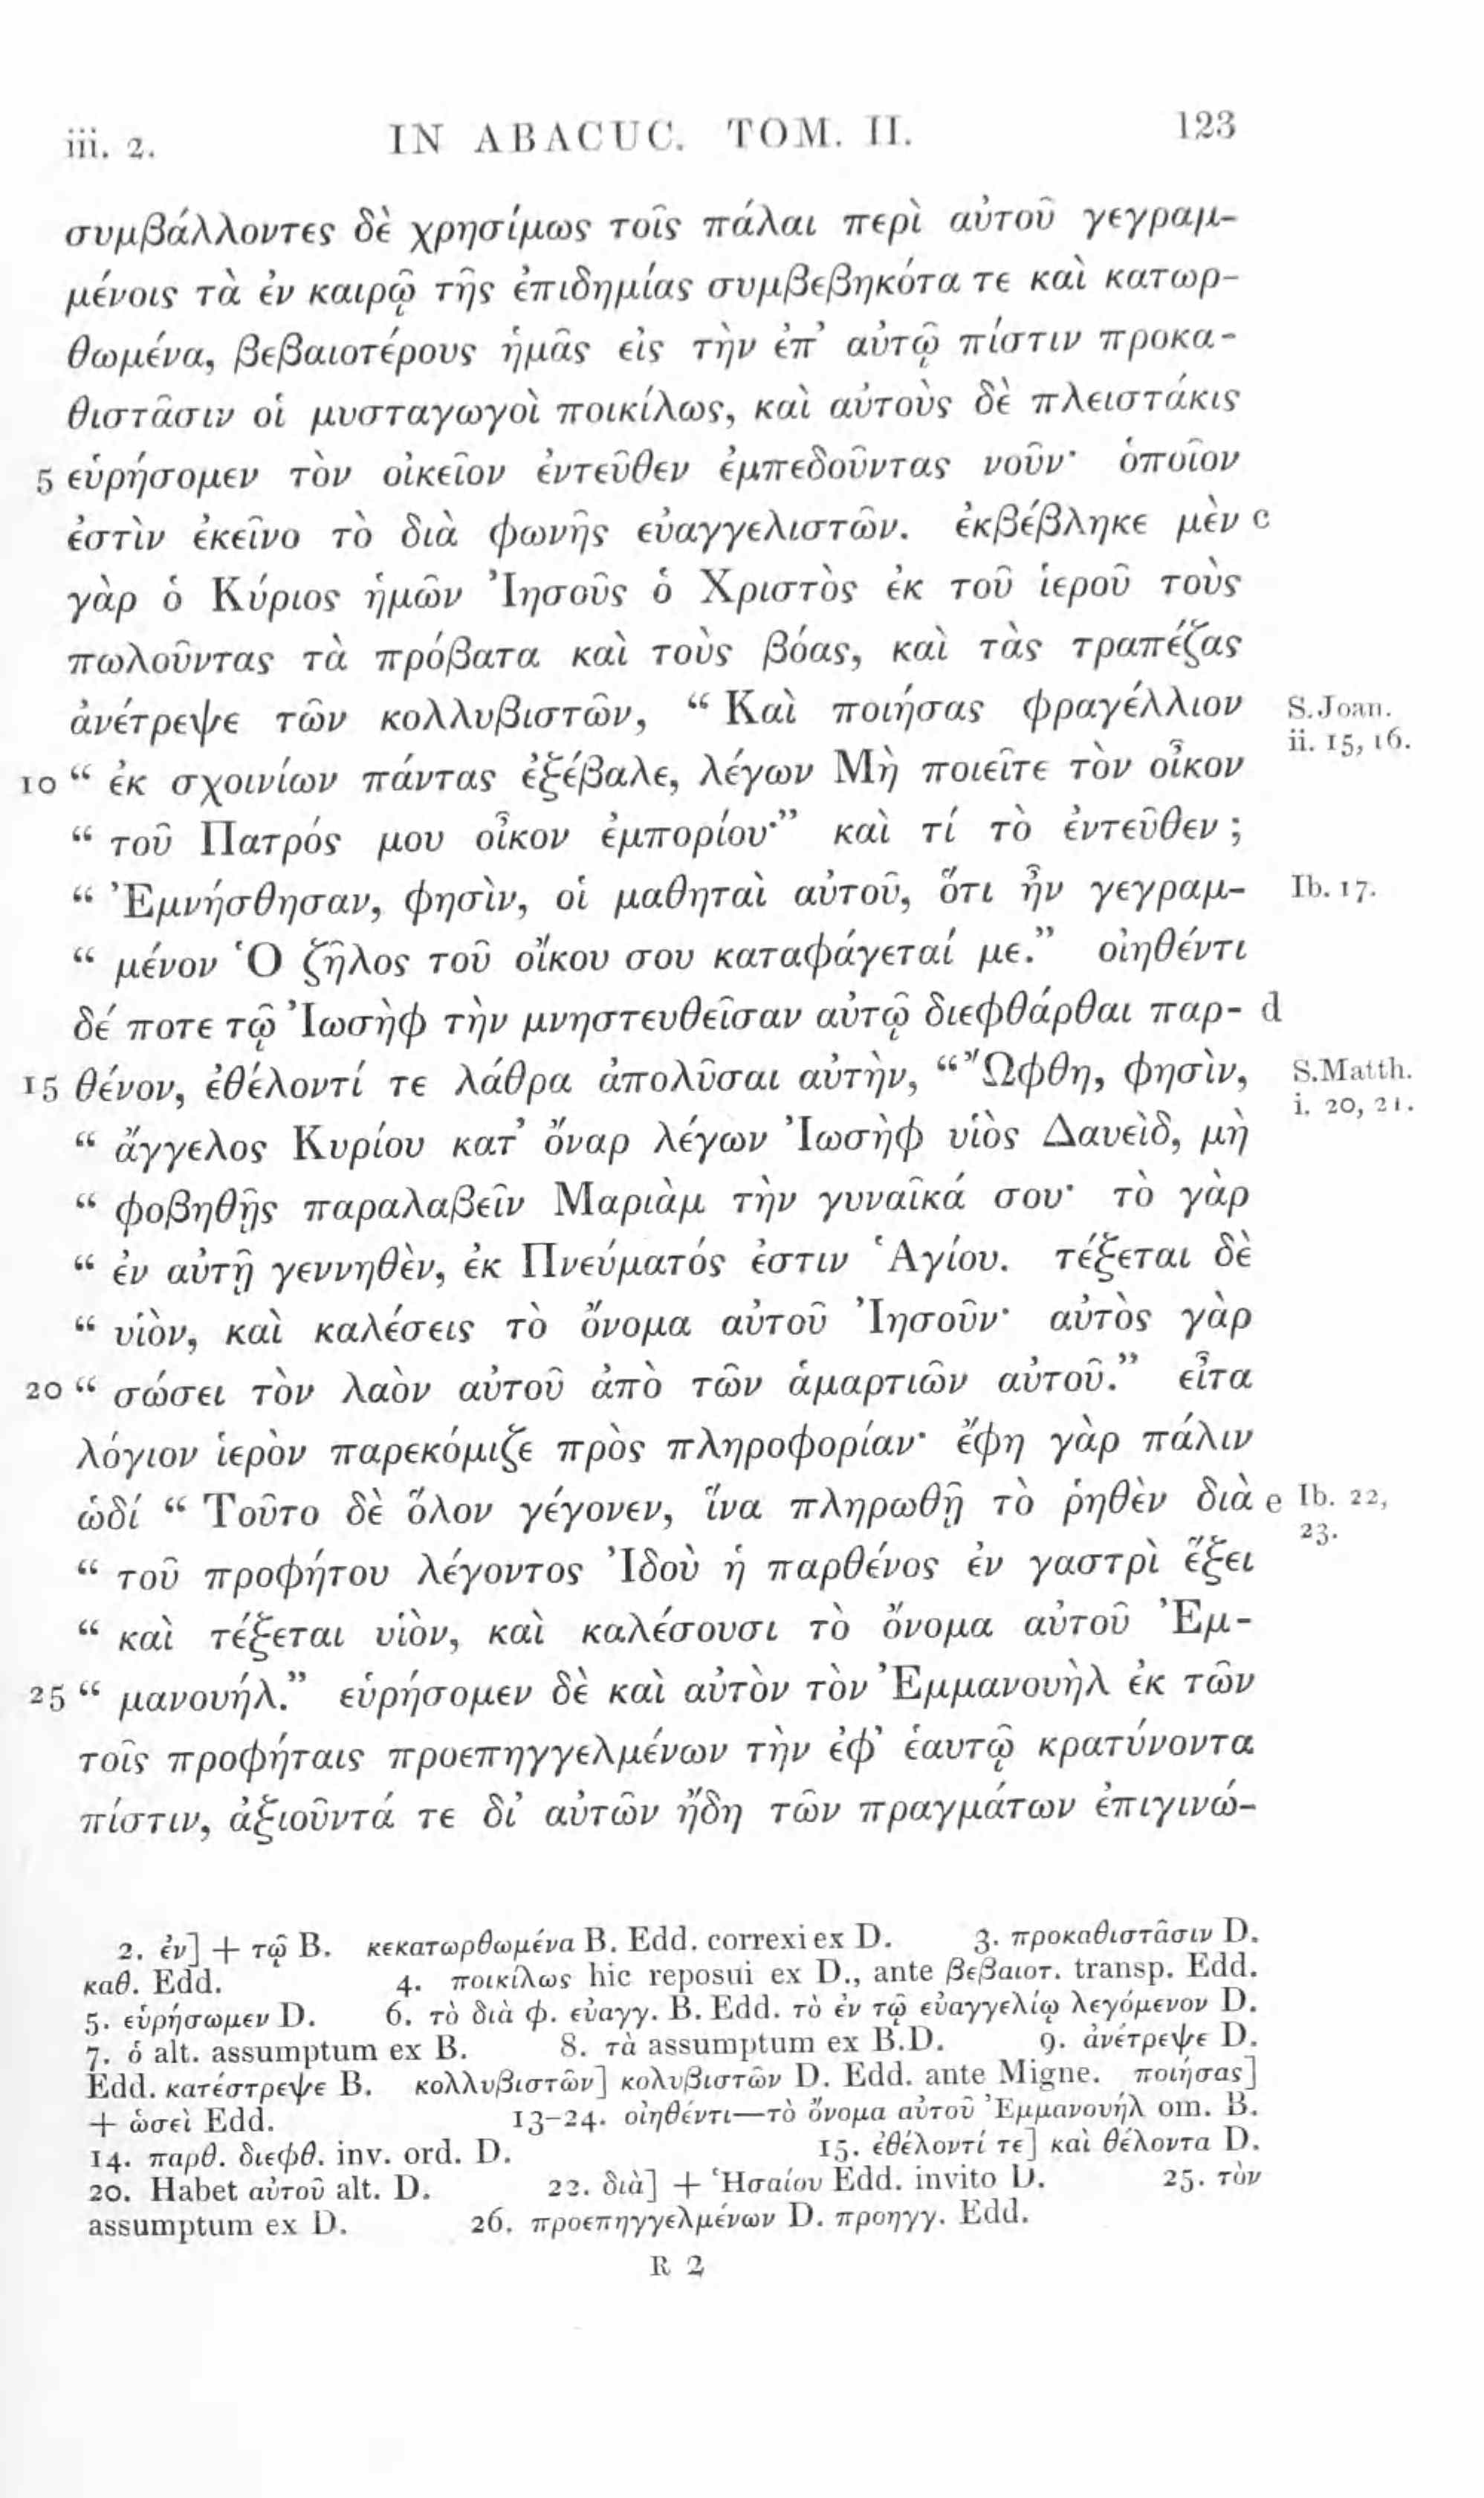 iii. 2. IN ABACUC. TOM. II. 123
συμβάλλοντες δὲ χρησίμως τοῖς πάλαι περὶ αὐτοῦ γεγραμ-
μένοις τὰ ἐν καιρῷ τῆς ἐπιδημίας συμβεβηκότα τε καὶ κατωρ-
θωμένα, βεβαιοτέρους ἡμᾶς εἰς τὴν ἐπ’ αὐτῷ πίστιν προκα-
θιστᾶσιν οἱ μυσταγωγοὶ ποικίλως, καὶ αὐτοὺς δὲ πλειστάκις
5 εὑρήσομεν τὸν οἰκεῖον ἐντεῦθεν ἐμπεδοῦντας νοῦν· ὁποῖον
ἐστὶν ἐκεῖνο τὸ διὰ φωνῆς εὐαγγελιστῶν. ἐκβέβληκε μὲν c
γὰρ ὁ Κύριος ἡμῶν Ἰησοῦς ὁ Χριστὸς ἐκ τοῦ ἱεροῦ τοὺς
πωλοῦντας τὰ πρόβατα καὶ τοὺς βόας, καὶ τὰς τραπέζας
ἀνέτρεψε τῶν κολλυβιστῶν, “ Καὶ ποιήσας φραγέλλιον S. Joan.
ii. 15, 16.
10 “ ἐκ σχοινίων πάντας ἐξέβαλε, λέγων Μὴ ποιεῖτε τὸν οἶκον
“ τοῦ Πατρός μου οἶκον ἐμπορίου·” καὶ τί τὸ ἐντεῦθεν ;
“ Ἐμνήσθησαν, φησὶν, οἱ μαθηταὶ αὐτοῦ, ὅτι ἦν γεγραμ- Ib. 17.
“ μένον Ὁ ζῆλος τοῦ οἴκου σου καταφάγεταί με.” οἰηθέντι
δέ ποτε τῷ Ἰωσὴφ τὴν μνηστευθεῖσαν αὐτῷ διεφθάρθαι παρ- d
15 θένον, ἐθέλοντί τε λάθρα ἀπολῦσαι αὐτὴν, “ Ὤφθη, φησὶν, S. Matth.
i. 20, 21.
“ ἄγγελος Κυρίου κατ’ ὄναρ λέγων Ἰωσὴφ υἱὸς Δαυεὶδ, μὴ
“ φοβηθῇς παραλαβεῖν Μαριὰμ τὴν γυναῖκά σου· τὸ γὰρ
“ ἐν αὐτῇ γεννηθὲν, ἐκ Πνεύματός ἐστιν Ἁγίου. τέξεται δὲ
“ υἱὸν, καὶ καλέσεις τὸ ὄνομα αὐτοῦ Ἰησοῦν· αὐτὸς γὰρ
20 “ σώσει τὸν λαὸν αὐτοῦ ἀπὸ τῶν ἁμαρτιῶν αὐτοῦ.” εἶτα
λόγιον ἱερὸν παρεκόμιζε πρὸς πληροφορίαν· ἔφη γὰρ πάλιν
ὡδί “ Τοῦτο δὲ ὅλον γέγονεν, ἵνα πληρωθῇ τὸ ῥηθὲν διὰ e Ib. 22,
23.
“ τοῦ προφήτου λέγοντος Ἰδοὺ ἡ παρθένος ἐν γαστρὶ ἕξει
“ καὶ τέξεται υἱὸν, καὶ καλέσουσι τὸ ὄνομα αὐτοῦ Ἐμ-
25 “ μανουήλ.” εὑρήσομεν δὲ καὶ αὐτὸν τὸν Ἐμμανουὴλ ἐκ τῶν
τοῖς προφήταις προεπηγγελμένων τὴν ἐφ’ ἑαυτῷ κρατύνοντα
πίστιν, ἀξιοῦντά τε δι’ αὐτῶν ἤδη τῶν πραγμάτων ἐπιγινώ-
2. ἐν] + τῷ B. κεκατωρθωμένα B. Edd. correxi ex D. 3. προκαθιστᾶσιν D.
καθ. Edd. 4. ποικίλως hic reposui ex D., ante βεβαιοτ. transp. Edd.
5. εὑρήσωμεν D. 6. τὸ διὰ φ. εὐαγγ. B. Edd. τὸ ἐν τῷ εὐαγγελίῳ λεγόμενον D.
7. ὁ alt. assumptum ex B. 8. τὰ assumptum ex B.D. 9. ἀνέτρεψε D.
Edd. κατέστρεψε B. κολλυβιστῶν] κολυβιστῶν D. Edd. ante Migne. ποιήσας]
+ ὡσεὶ Edd. 13–24. οἰηθέντι—τὸ ὄνομα αὐτοῦ Ἐμμανουήλ om. B.
14. παρθ. διεφθ. inv. ord. D. 15. ἐθέλοντί τε] καὶ θέλοντα D.
20. Habet αὐτοῦ alt. D. 22. διὰ] + Ἡσαίου Edd. invito D. 25. τὸν
assumptum ex D. 26. προεπηγγελμένων D. προηγγ. Edd.
R 2